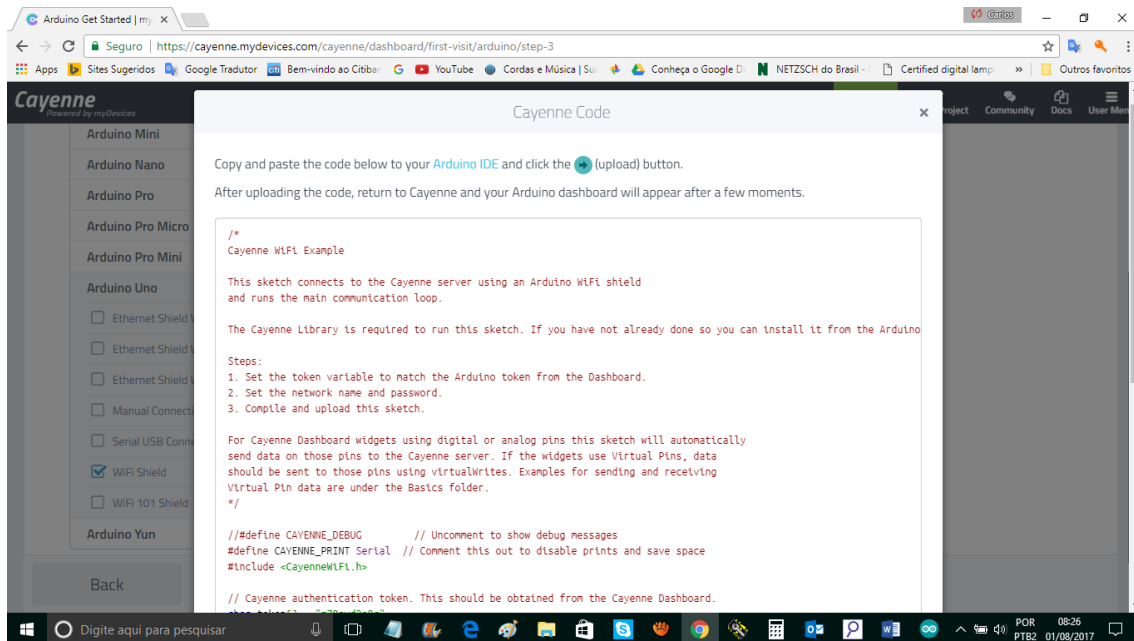 Arduino Get Started | my
Carlos
Seguro | https://cayenne.mydevices.com/cayenne/dashboard/first-visit/arduino/step-3
Apps Sites Sugeridos Google Tradutor Bem-vindo ao Citiban YouTube Cordas e Música | Su Conheça o Google D NETZSCH do Brasil - Certified digital lamp » Outros favoritos
Cayenne
Powered by myDevices
Cayenne Code
×
roject Community Docs User Men
Arduino Mini
Arduino Nano
Arduino Pro
Arduino Pro Micro
Arduino Pro Mini
Arduino Uno
Ethernet Shield
Ethernet Shield
Ethernet Shield
Manual Connecti
Serial USB Conne
WiFi Shield
WiFi 101 Shield
Arduino Yun
Back
Copy and paste the code below to your Arduino IDE and click the (upload) button.
After uploading the code, return to Cayenne and your Arduino dashboard will appear after a few moments.
/*
Cayenne WiFi Example
This sketch connects to the Cayenne server using an Arduino WiFi shield
and runs the main communication loop.
The Cayenne Library is required to run this sketch. If you have not already done so you can install it from the Arduino
Steps:
1. Set the token variable to match the Arduino token from the Dashboard.
2. Set the network name and password.
3. Compile and upload this sketch.
For Cayenne Dashboard widgets using digital or analog pins this sketch will automatically
send data on those pins to the Cayenne server. If the widgets use Virtual Pins, data
should be sent to those pins using virtualWrites. Examples for sending and receiving
Virtual Pin data are under the Basics folder.
*/
//#define CAYENNE_DEBUG // Uncomment to show debug messages
#define CAYENNE_PRINT Serial // Comment this out to disable prints and save space
#include <CayenneWiFi.h>
// Cayenne authentication token. This should be obtained from the Cayenne Dashboard.
Digite aqui para pesquisar
POR
PTB2
08:26
01/08/2017